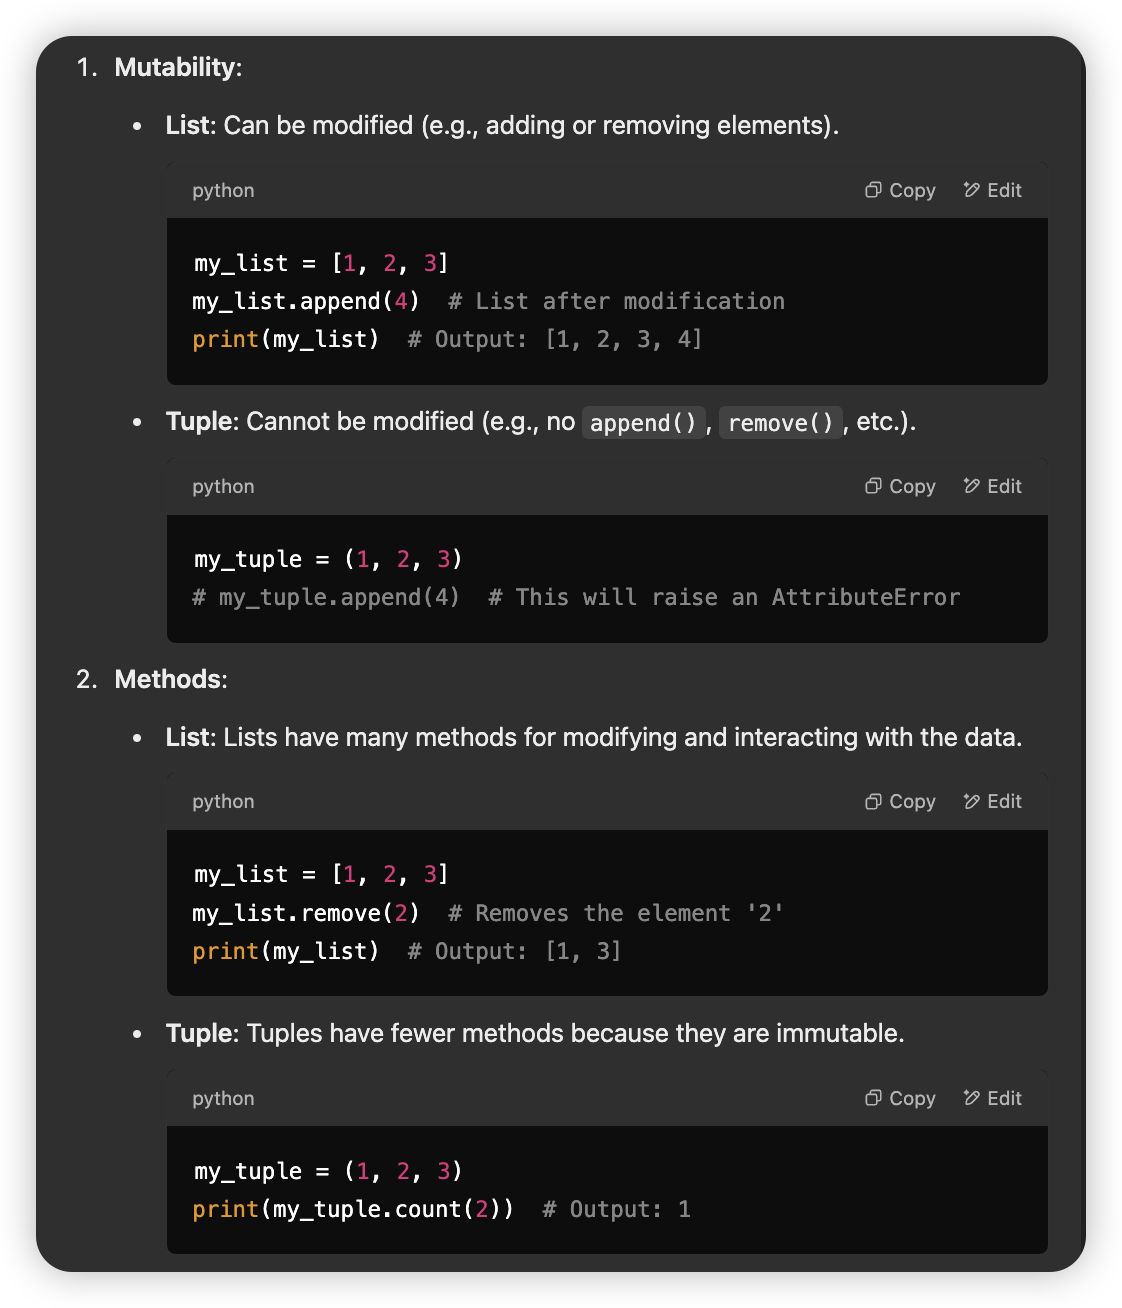 1. Mutability:
• List: Can be modified (e.g., adding or removing elements).
python Copy Edit
my_list = [1, 2, 3]
my_list.append(4)  # List after modification
print(my_list)  # Output: [1, 2, 3, 4]
• Tuple: Cannot be modified (e.g., no append(), remove(), etc.).
python Copy Edit
my_tuple = (1, 2, 3)
# my_tuple.append(4)  # This will raise an AttributeError
2. Methods:
• List: Lists have many methods for modifying and interacting with the data.
python Copy Edit
my_list = [1, 2, 3]
my_list.remove(2)  # Removes the element '2'
print(my_list)  # Output: [1, 3]
• Tuple: Tuples have fewer methods because they are immutable.
python Copy Edit
my_tuple = (1, 2, 3)
print(my_tuple.count(2))  # Output: 1